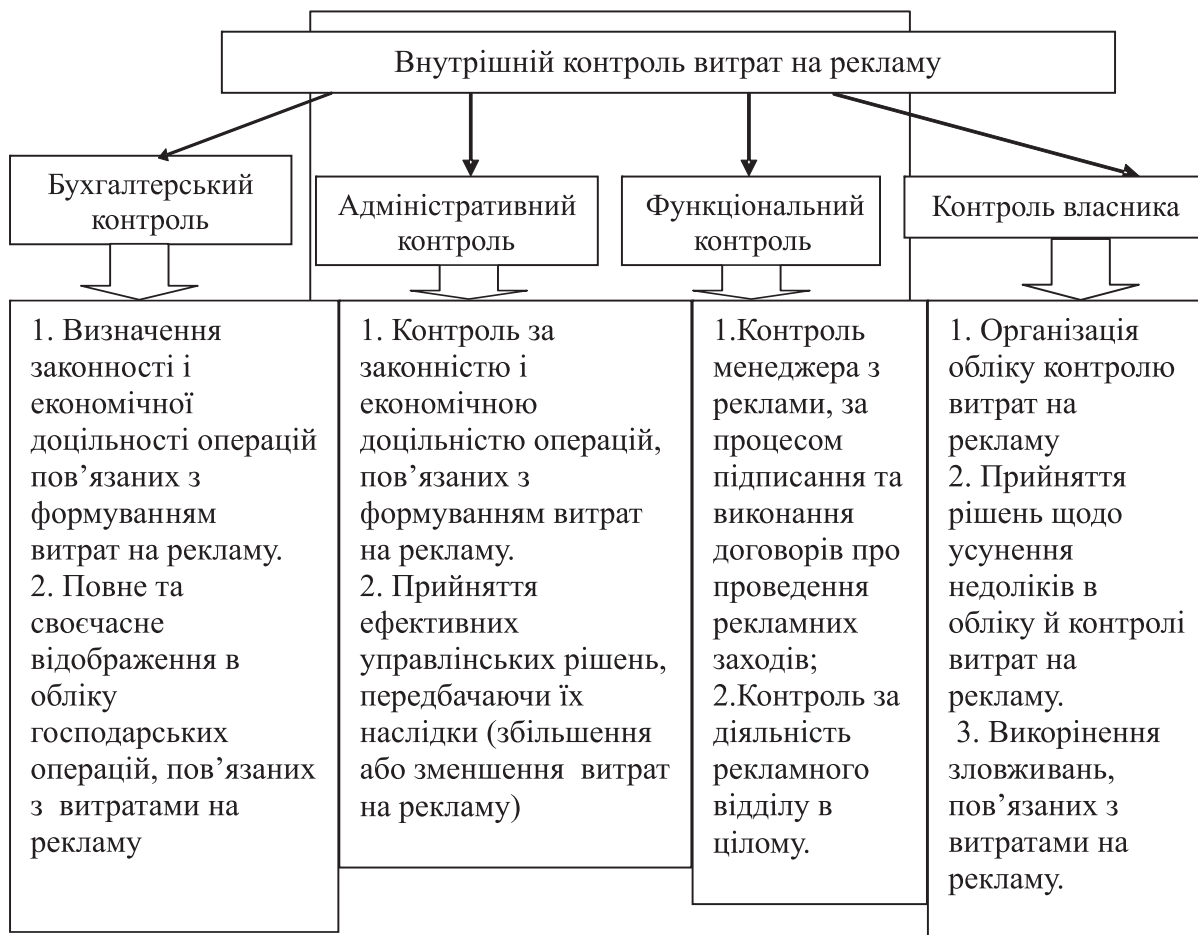 Внутрішній контроль витрат на рекламу
Бухгалтерський
контроль
Адміністративний
контроль
Функціональний
контроль
Контроль власника
1. Визначення
законності і
економічної
доцільності операцій
пов’язаних з
формуванням
витрат на рекламу.
2. Повне та
своєчасне
відображення в
обліку
господарських
операцій, пов’язаних
з витратами на
рекламу
1. Контроль за
законністю і
економічною
доцільністю операцій,
пов’язаних з
формуванням витрат
на рекламу.
2. Прийняття
ефективних
управлінських рішень,
передбачаючи їх
наслідки (збільшення
або зменшення витрат
на рекламу)
1.Контроль
менеджера з
реклами, за
процесом
підписання та
виконання
договорів про
проведення
рекламних
заходів;
2.Контроль за
діяльність
рекламного
відділу в
цілому.
1. Організація
обліку контролю
витрат на
рекламу
2. Прийняття
рішень щодо
усунення
недоліків в
обліку й контролі
витрат на
рекламу.
3. Викорінення
зловживань,
пов’язаних з
витратами на
рекламу.